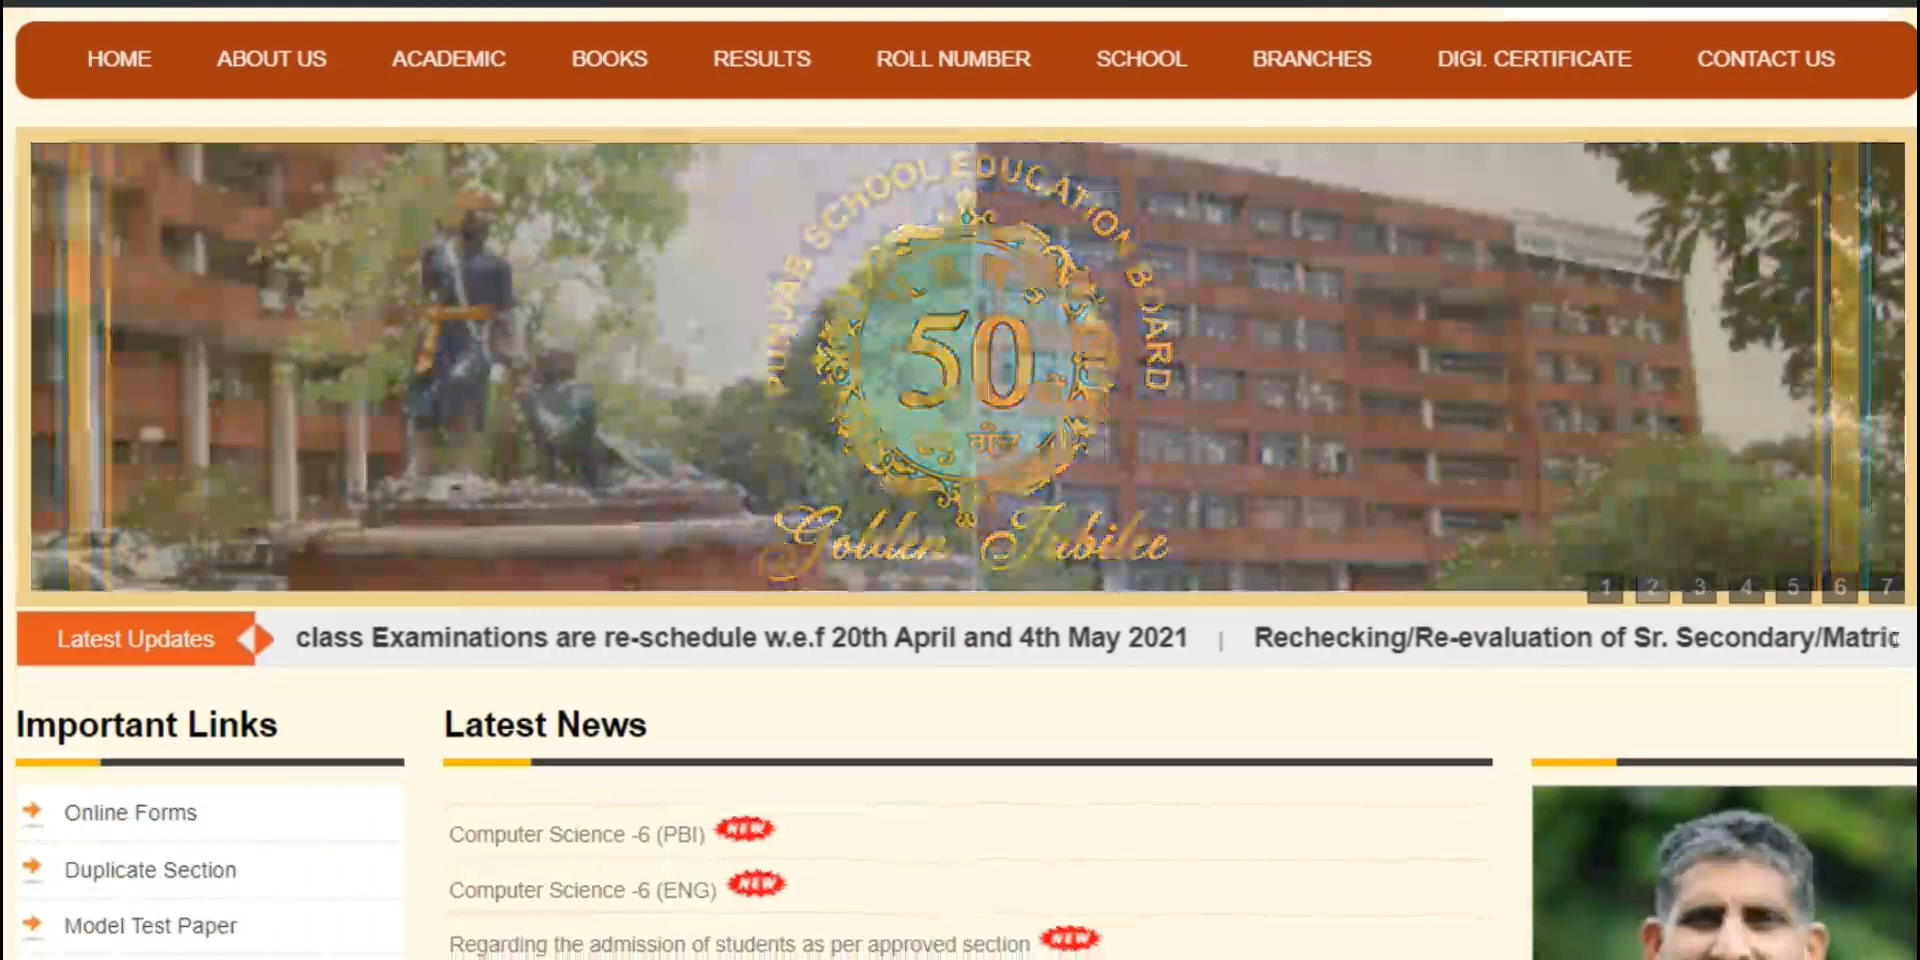 HOME ABOUT US ACADEMIC BOOKS RESULTS ROLL NUMBER SCHOOL BRANCHES DIGI. CERTIFICATE CONTACT US
PUNJAB SCHOOL EDUCATION BOARD
50
Golden Jubilee
1 2 3 4 5 6 7
Latest Updates class Examinations are re-schedule w.e.f 20th April and 4th May 2021 | Rechecking/Re-evaluation of Sr. Secondary/Matric
Important Links
Latest News
Online Forms
Duplicate Section
Model Test Paper
Computer Science -6 (PBI) NEW
Computer Science -6 (ENG) NEW
Regarding the admission of students as per approved section NEW